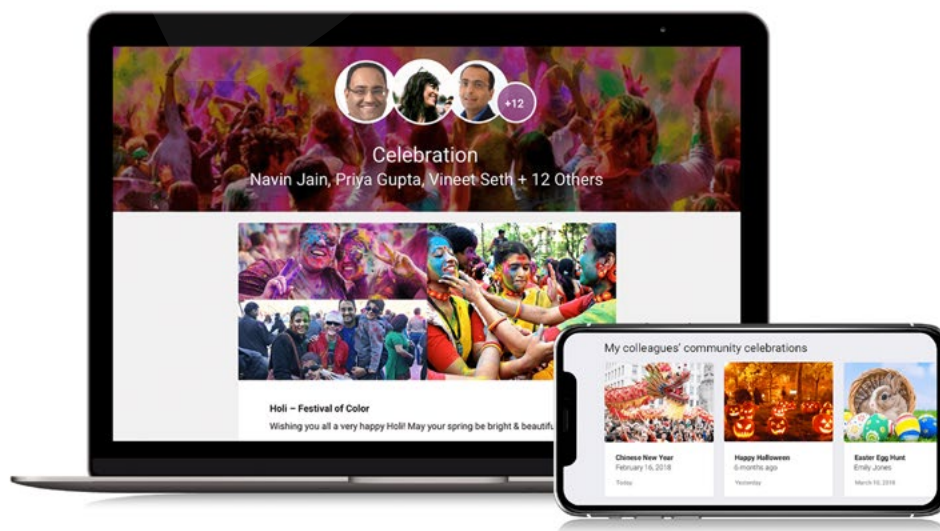 +12
Celebration
Navin Jain, Priya Gupta, Vineet Seth + 12 Others
Holi – Festival of Color
Wishing you all a very happy Holi! May your spring be bright &
My colleagues' community celebrations
Chinese New Year
February 16, 2018
Today
Happy Halloween
6 months ago
Yesterday
Easter Egg Hunt
Emily Jones
March 10, 2018